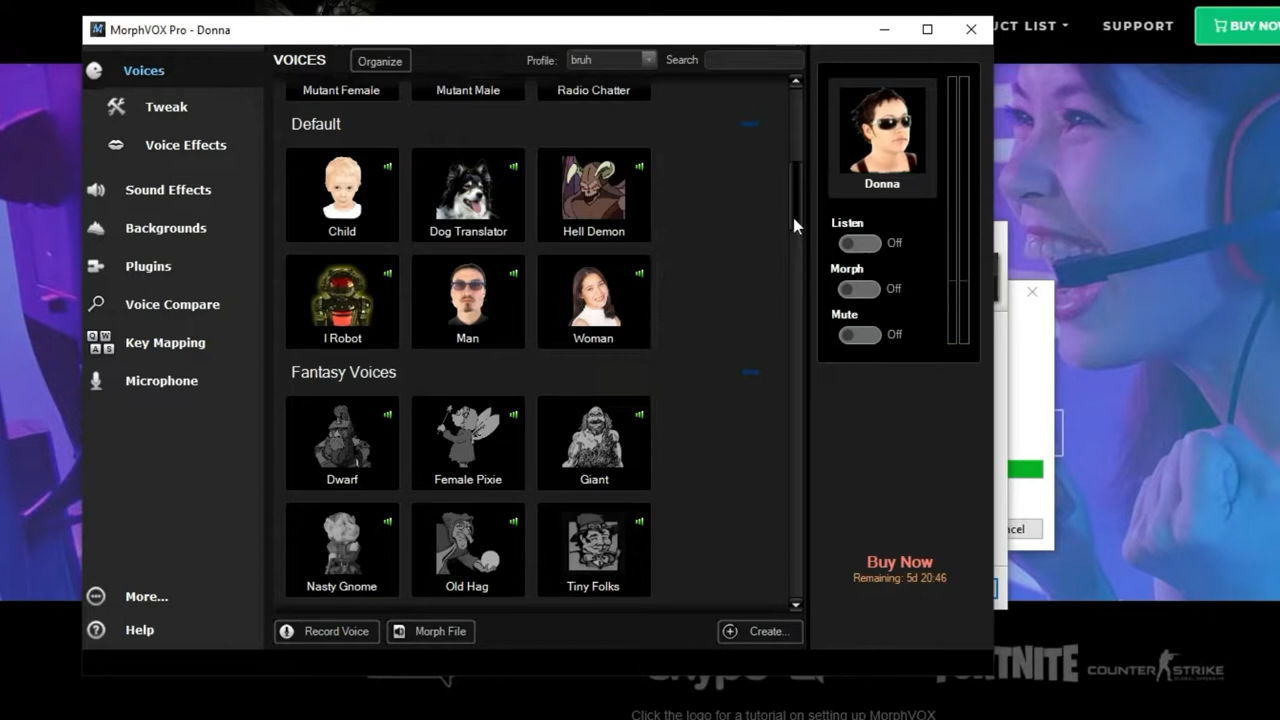 MorphVOX Pro - Donna
UCT LIST
SUPPORT
BUY NOW
Voices
Tweak
Voice Effects
Sound Effects
Backgrounds
Plugins
Voice Compare
Key Mapping
Microphone
More...
Help
VOICES
Organize
Profile:
bruh
Search
Mutant Female
Mutant Male
Radio Chatter
Default
Child
Dog Translator
Hell Demon
I Robot
Man
Woman
Fantasy Voices
Dwarf
Female Pixie
Giant
Nasty Gnome
Old Hag
Tiny Folks
Record Voice
Morph File
Create...
Donna
Listen
Off
Morph
Off
Mute
Off
Buy Now
Remaining: 5d 20:46
ncel
TNITE
COUNTER STRIKE
Click the logo for a tutorial on setting up MorphVOX